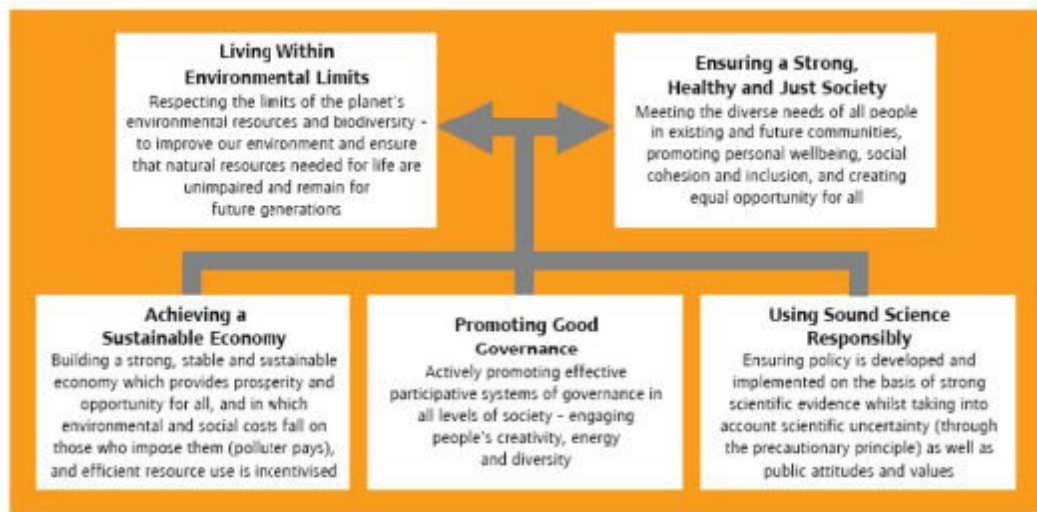 Living Within
Environmental Limits
Respecting the limits of the planet's
environmental resources and biodiversity –
to improve our environment and ensure
that natural resources needed for life are
unimpaired and remain for
future generations
Ensuring a Strong,
Healthy and Just Society
Meeting the diverse needs of all people
in existing and future communities,
promoting personal wellbeing, social
cohesion and inclusion, and creating
equal opportunity for all
Achieving a
Sustainable Economy
Building a strong, stable and sustainable
economy which provides prosperity and
opportunity for all, and in which
environmental and social costs fall on
those who impose them (polluter pays),
and efficient resource use is incentivised
Promoting Good
Governance
Actively promoting effective
participative systems of governance in
all levels of society – engaging
people's creativity, energy
and diversity
Using Sound Science
Responsibly
Ensuring policy is developed and
implemented on the basis of strong
scientific evidence whilst taking into
account scientific uncertainty (through
the precautionary principle) as well as
public attitudes and values